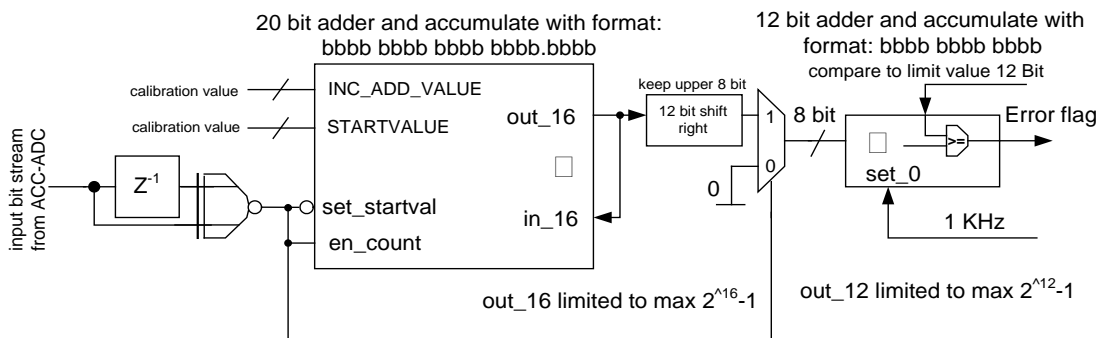 20 bit adder and accumulate with format:
bbbb bbbb bbbb bbbb.bbbb
12 bit adder and accumulate with
format: bbbb bbbb bbbb
compare to limit value 12 Bit
calibration value
INC_ADD_VALUE
calibration value
STARTVALUE
out_16
keep upper 8 bit
12 bit shift
right
1
0
0
8 bit
>=
Error flag
set_0
1 KHz
input bit stream
from ACC-ADC
Z-1
set_startval
en_count
in_16
out_16 limited to max 2^16-1
out_12 limited to max 2^12-1